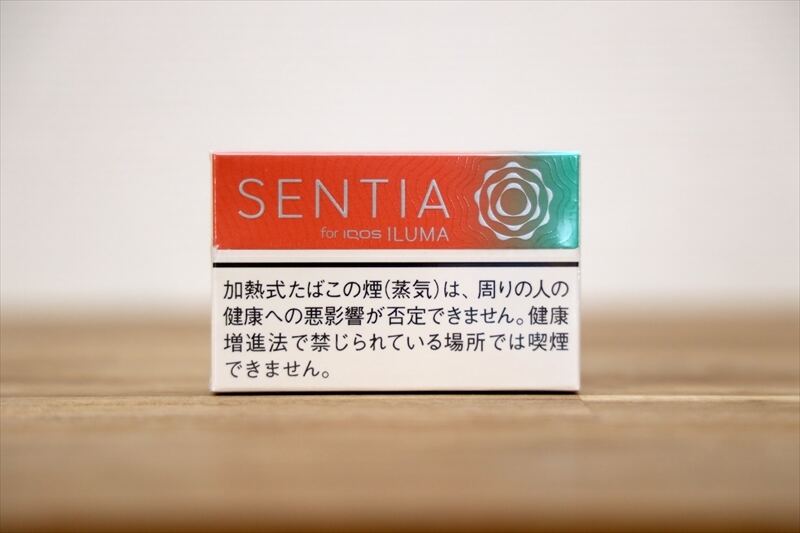 SENTIA
for IQOS ILUMA
加熱式たばこの煙(蒸気)は、周りの人の
健康への悪影響が否定できません。健康
増進法で禁じられている場所では喫煙
できません。